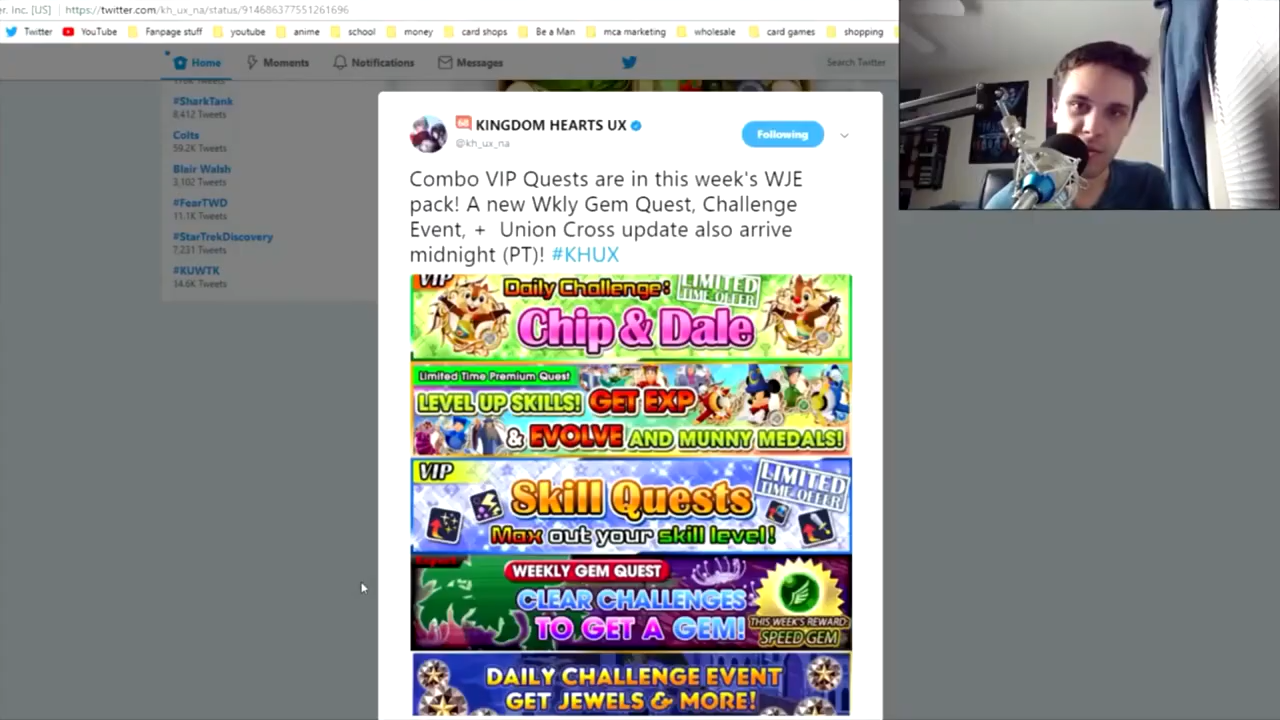 r. Inc. [US]
https://twitter.com/kh_ux_na/status/914686377551261696
Twitter YouTube Fanpage stuff youtube anime school money card shops Be a Man mca marketing wholesale card games shopping
Home Moments Notifications Messages Search Twitter
#SharkTank
8,412 Tweets
Colts
59.2K Tweets
Blair Walsh
3,102 Tweets
#FearTWD
11.1K Tweets
#StarTrekDiscovery
7,231 Tweets
#KUWTK
14.6K Tweets
KINGDOM HEARTS UX
@kh_ux_na
Following
Combo VIP Quests are in this week's WJE
pack! A new Wkly Gem Quest, Challenge
Event, + Union Cross update also arrive
midnight (PT)! #KHUX
VIP
Daily Challenge:
LIMITED
TIME OFFER
Chip & Dale
Limited Time Premium Quest
LEVEL UP SKILLS! GET EXP
& EVOLVE AND MUNNY MEDALS!
VIP
LIMITED
TIME OFFER
Skill Quests
Max out your skill level!
WEEKLY GEM QUEST
CLEAR CHALLENGES
TO GET A GEM!
THIS WEEK'S REWARD:
SPEED GEM
DAILY CHALLENGE EVENT
GET JEWELS & MORE!